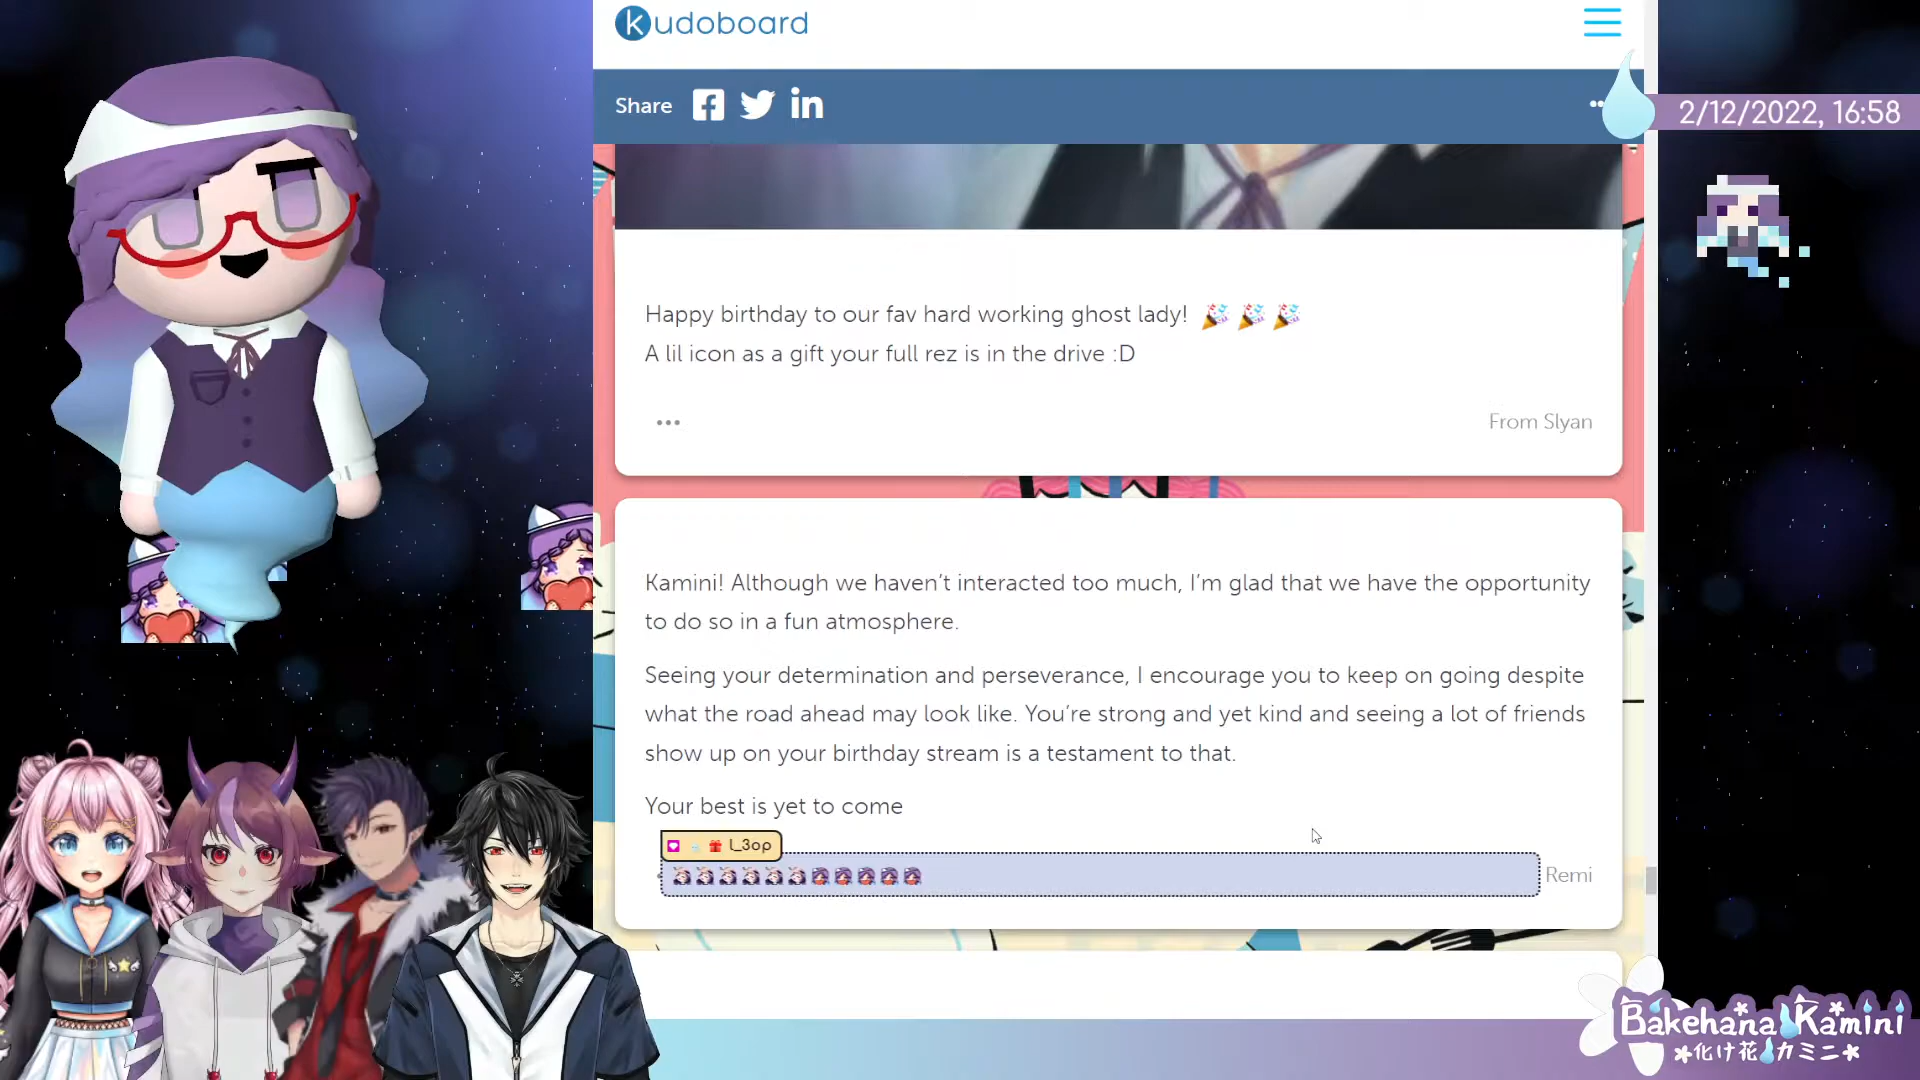 kudoboard
Share
2/12/2022, 16:58
Happy birthday to our fav hard working ghost lady! 🎉 🎉 🎉
A lil icon as a gift your full rez is in the drive :D
From Slyan
Kamini! Although we haven't interacted too much, I'm glad that we have the opportunity
to do so in a fun atmosphere.
Seeing your determination and perseverance, I encourage you to keep on going despite
what the road ahead may look like. You're strong and yet kind and seeing a lot of friends
show up on your birthday stream is a testament to that.
Your best is yet to come
L_3op
Remi
Bakehana Kamini
化け花カミニ